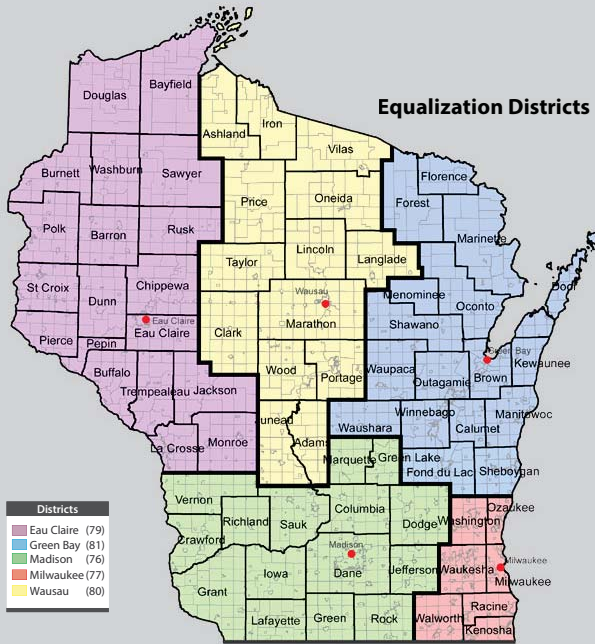 Equalization Districts
Douglas
Bayfield
Ashland
Iron
Vilas
Burnett
Washburn
Sawyer
Price
Oneida
Florence
Forest
Marinette
Polk
Barron
Rusk
Taylor
Lincoln
Langlade
St Croix
Dunn
Chippewa
Menominee
Oconto
Door
Wausau
Marathon
Shawano
Eau Claire
Eau Claire
Clark
Pierce
Pepin
Green Bay
Buffalo
Trempealeau
Jackson
Wood
Portage
Waupaca
Outagamie
Brown
Kewaunee
Juneau
Adams
Waushara
Winnebago
Calumet
Manitowoc
La Crosse
Monroe
Marquette
Green Lake
Fond du Lac
Sheboygan
Vernon
Richland
Sauk
Columbia
Dodge
Washington
Ozaukee
Crawford
Madison
Dane
Iowa
Jefferson
Waukesha
Milwaukee
Milwaukee
Grant
Lafayette
Green
Rock
Walworth
Racine
Kenosha
Districts
Eau Claire (79)
Green Bay (81)
Madison (76)
Milwaukee (77)
Wausau (80)